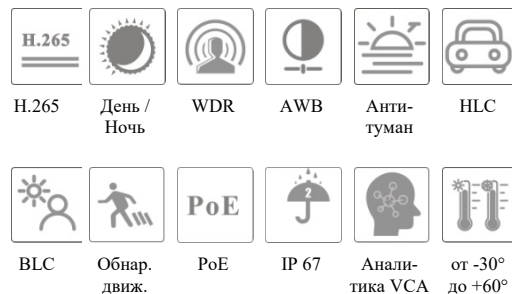 H.265
H.265
День /
Ночь
WDR
AWB
Анти-
туман
HLC
PoE
2
BLC
Обнар.
движ.
PoE
IP 67
Анали-
тика VCA
от -30°
до +60°